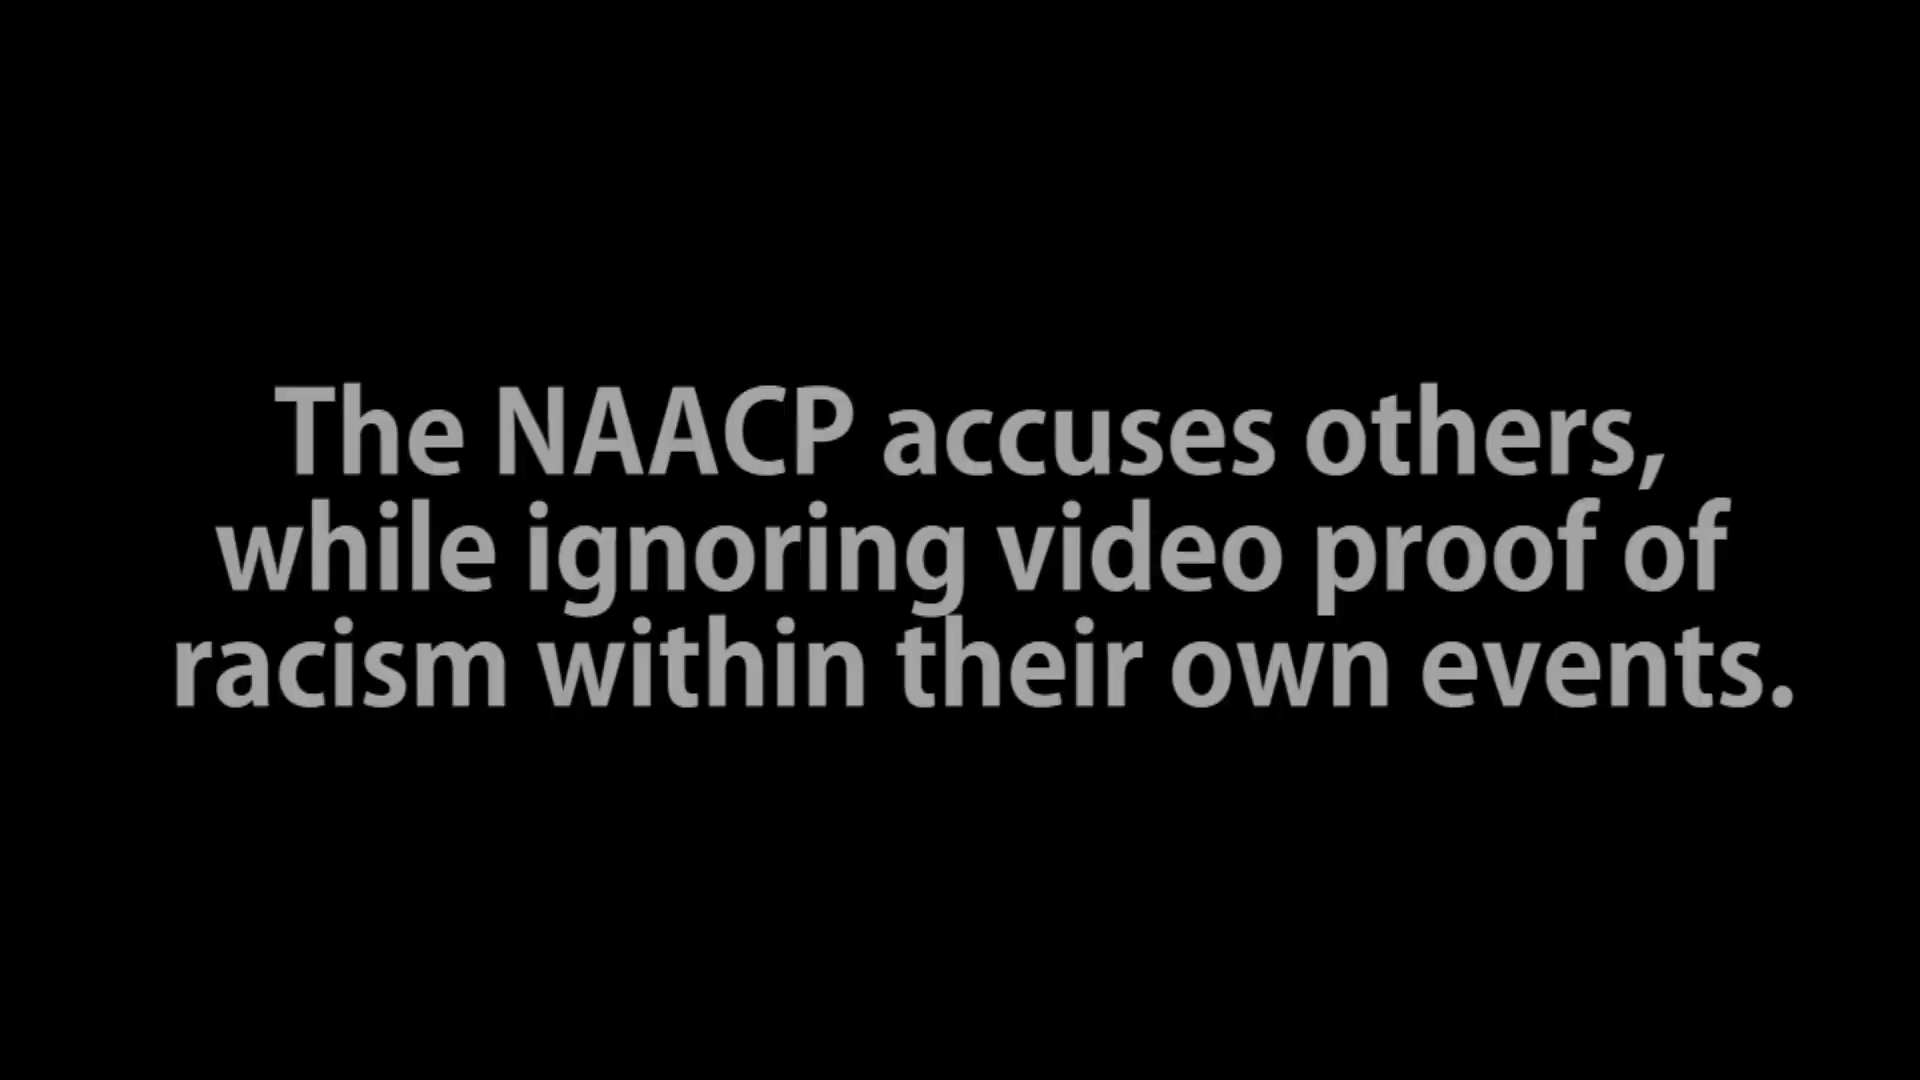 The NAACP accuses others,
while ignoring video proof of
racism within their own events.